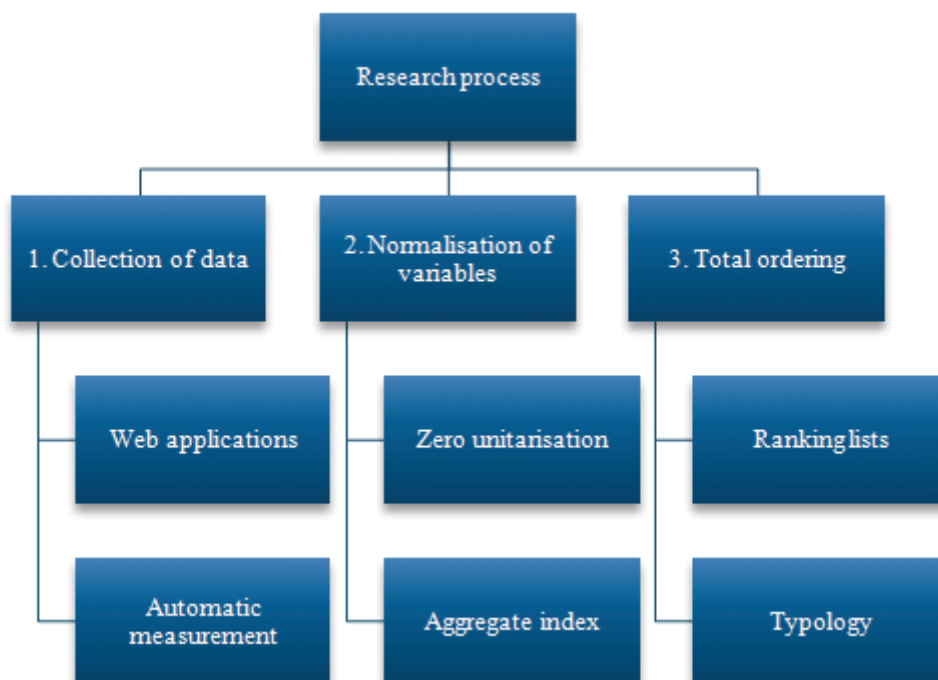 Research process
1. Collection of data
2. Normalisation of
variables
3. Total ordering
Web applications
Zero unitarisation
Ranking lists
Automatic
measurement
Aggregate index
Typology